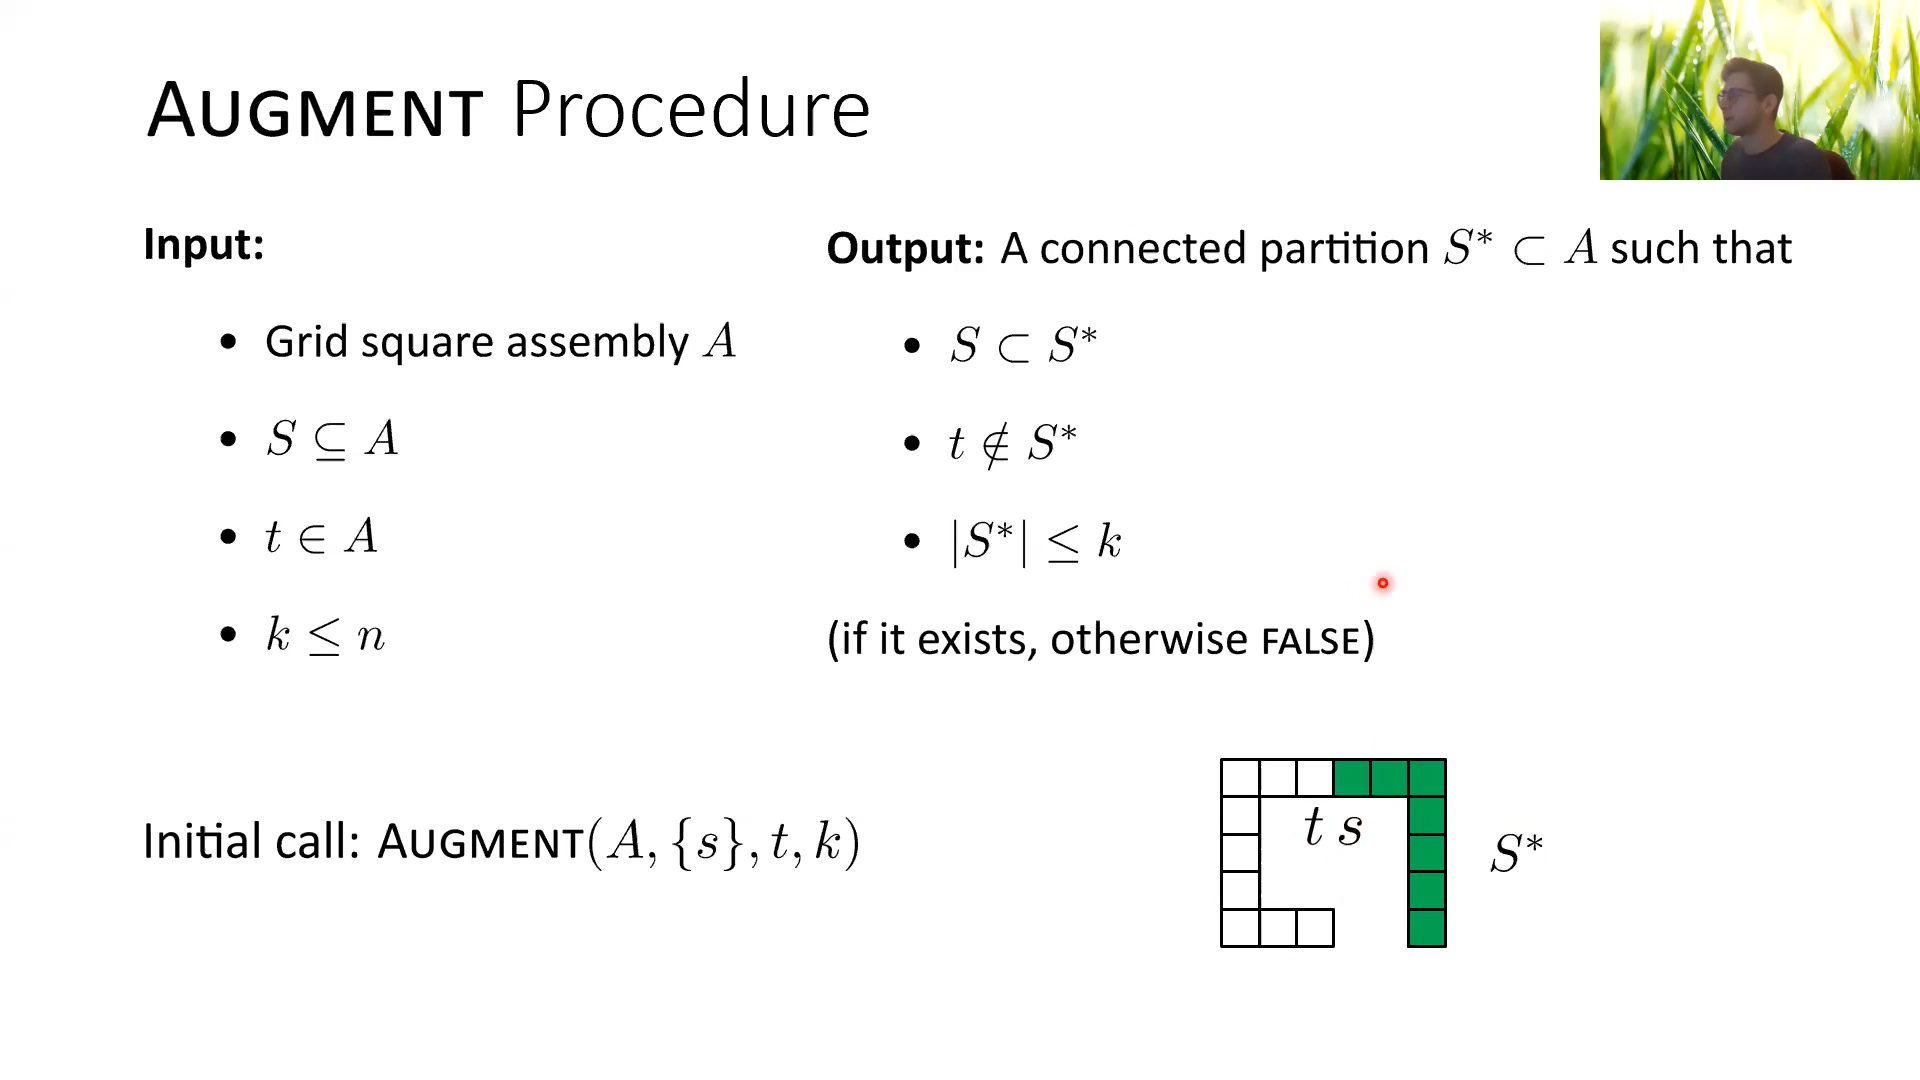 AUGMENT Procedure
Input:
• Grid square assembly A
• S ⊆ A
• t ∈ A
• k ≤ n
Output: A connected partition S* ⊂ A such that
• S ⊂ S*
• t ∉ S*
• |S*| ≤ k
(if it exists, otherwise FALSE)
Initial call: AUGMENT(A, {s}, t, k)
t s
S*